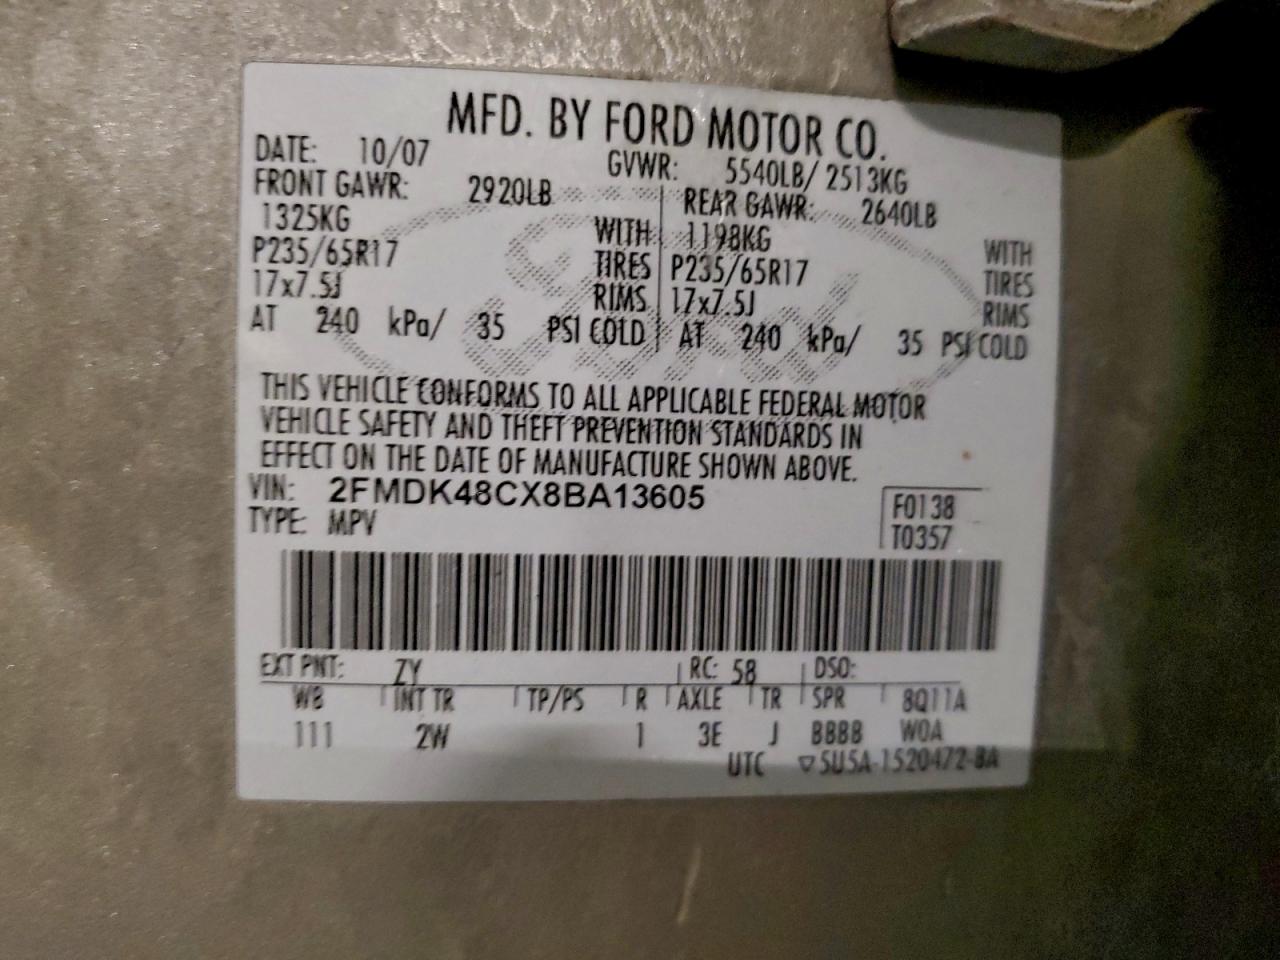 MFD. BY FORD MOTOR CO.
DATE: 10/07 GVWR: 5540LB/ 2513KG
FRONT GAWR: 2920LB REAR GAWR: 2640LB
1325KG WITH 1198KG WITH
P235/65R17 TIRES P235/65R17 TIRES
17x7.5J RIMS 17x7.5J RIMS
AT 240 kPa/ 35 PSI COLD AT 240 kPa/ 35 PSI COLD
THIS VEHICLE CONFORMS TO ALL APPLICABLE FEDERAL MOTOR
VEHICLE SAFETY AND THEFT PREVENTION STANDARDS IN
EFFECT ON THE DATE OF MANUFACTURE SHOWN ABOVE.
VIN: 2FMDK48CX8BA13605 F0138
TYPE: MPV T0357
EXT PNT: ZY RC: 58 DSO:
WB INT TR TP/PS R AXLE TR SPR 8Q11A
111 2W 1 3E J BBBB W0A
UTC ▽5U5A-1520472-BA
Ford